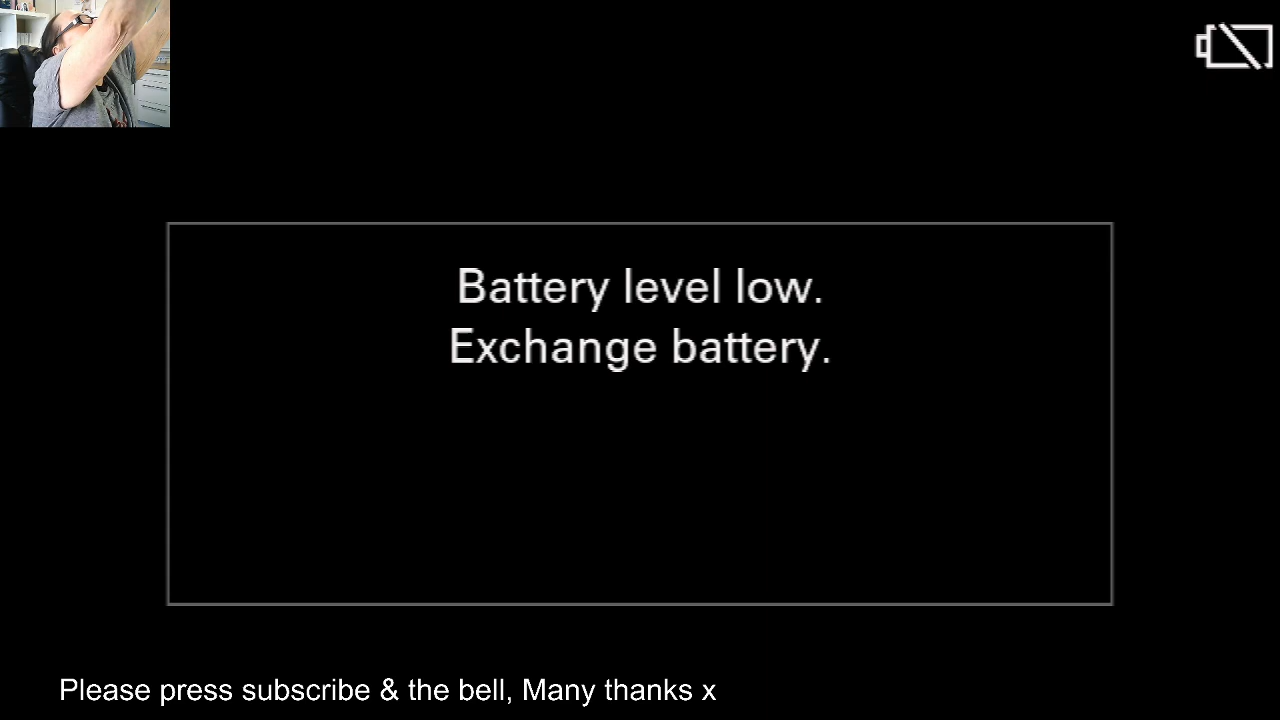 Battery level low.
Exchange battery.
Please press subscribe & the bell, Many thanks x